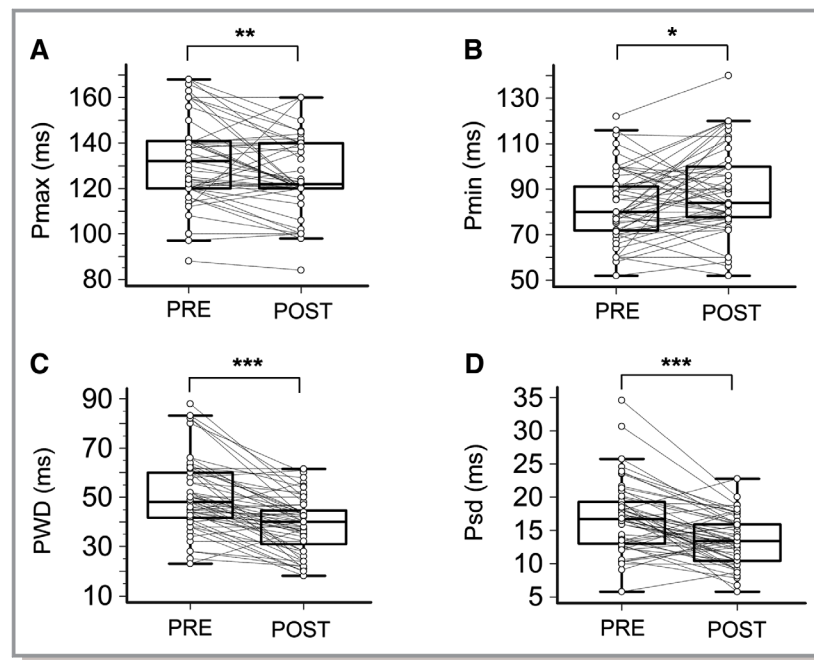 A
**
Pmax (ms)
160
140
120
100
80
PRE
POST
B
*
Pmin (ms)
130
110
90
70
50
PRE
POST
C
***
PWD (ms)
90
70
50
30
10
PRE
POST
D
***
Psd (ms)
35
30
25
20
15
10
5
PRE
POST